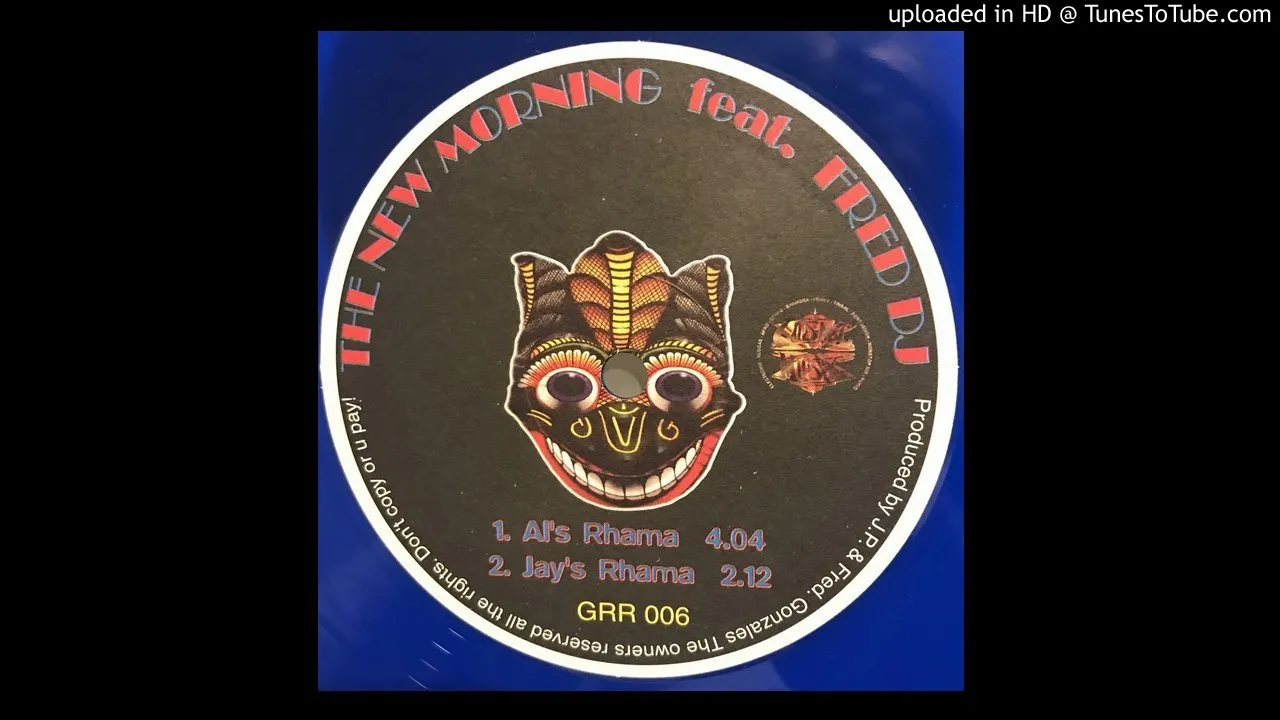 uploaded in HD @ TunesToTube.com
THE NEW MORNING feat. FRED DJ
1. Al's Rhama 4.04
2. Jay's Rhama 2.12
GRR 006
Produced by J.P. & Fred. Gonzales The owners reserved all the rights. Don't copy or u pay!